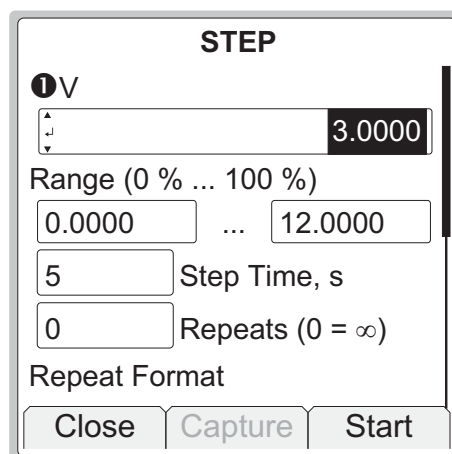 STEP
❶V
3.0000
Range (0 % ... 100 %)
0.0000 ... 12.0000
5 Step Time, s
0 Repeats (0 = ∞)
Repeat Format
Close Capture Start